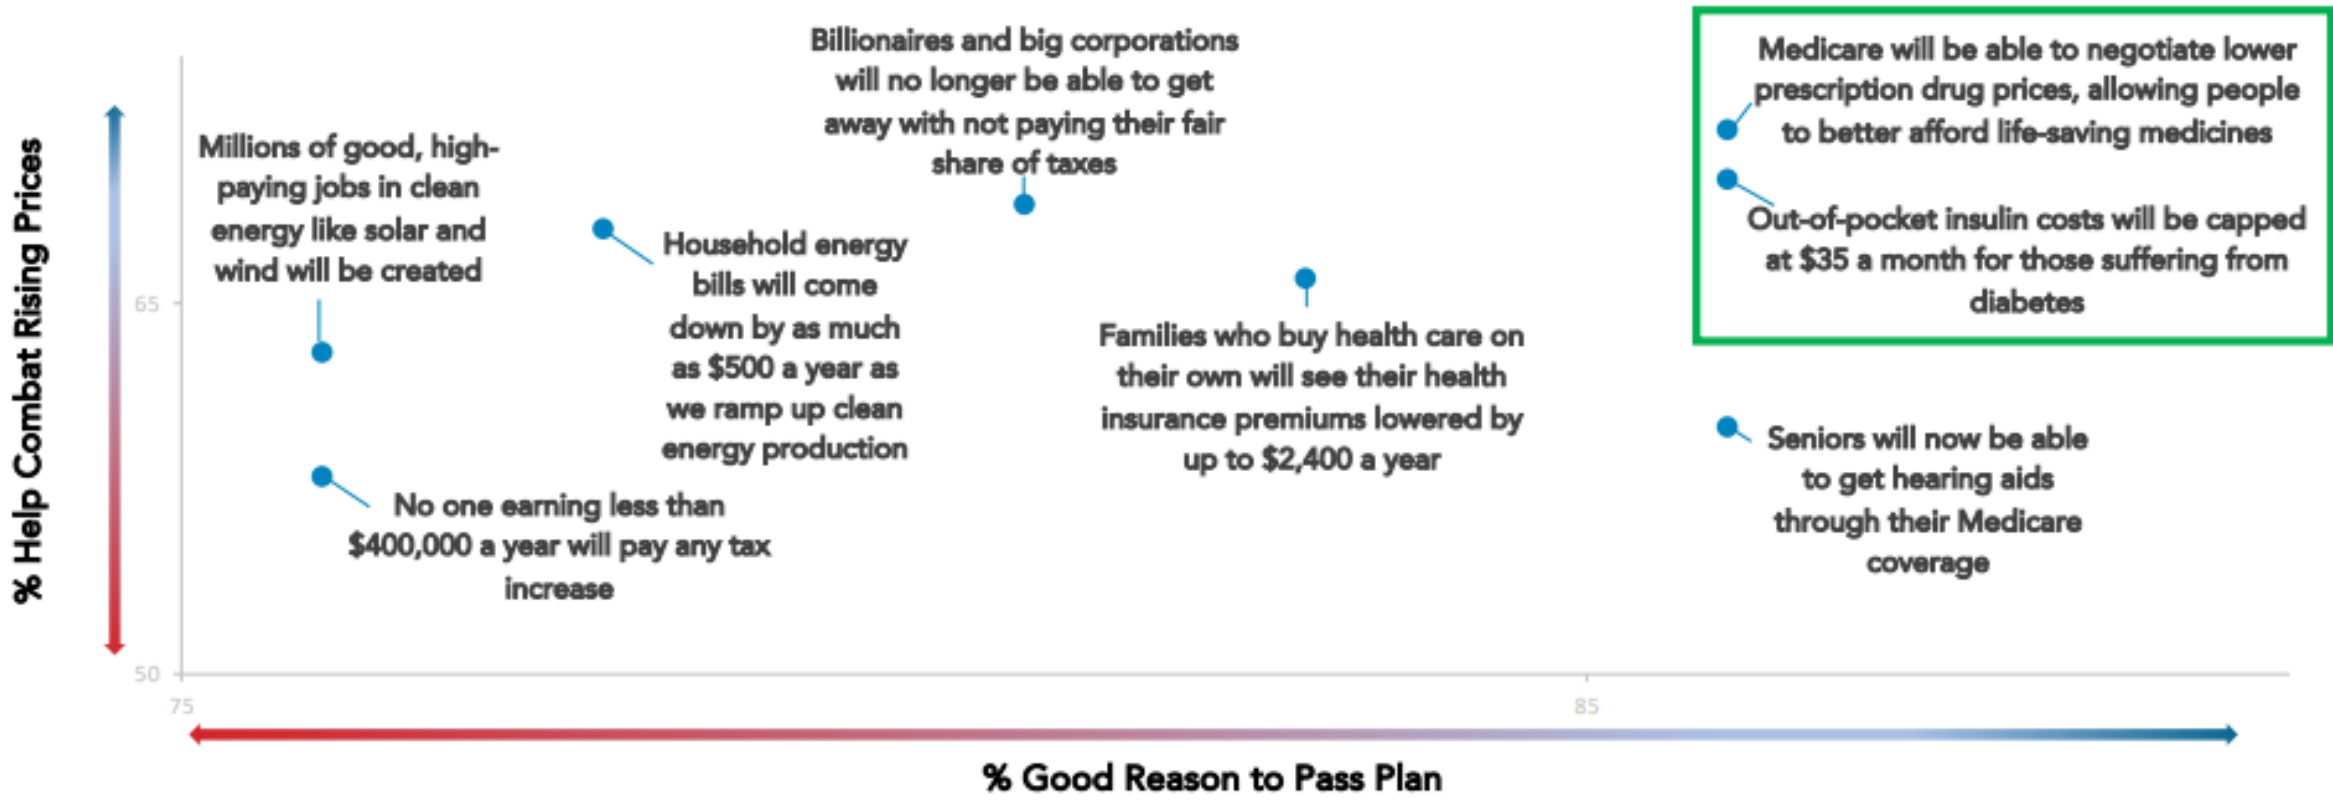 Billionaires and big corporations
will no longer be able to get
away with not paying their fair
share of taxes
Medicare will be able to negotiate lower
prescription drug prices, allowing people
to better afford life-saving medicines
Millions of good, high-
paying jobs in clean
energy like solar and
wind will be created
Household energy
bills will come
down by as much
as $500 a year as
we ramp up clean
energy production
Out-of-pocket insulin costs will be capped
at $35 a month for those suffering from
diabetes
Families who buy health care on
their own will see their health
insurance premiums lowered by
up to $2,400 a year
Seniors will now be able
to get hearing aids
through their Medicare
coverage
No one earning less than
$400,000 a year will pay any tax
increase
% Help Combat Rising Prices
65
50
75
85
% Good Reason to Pass Plan